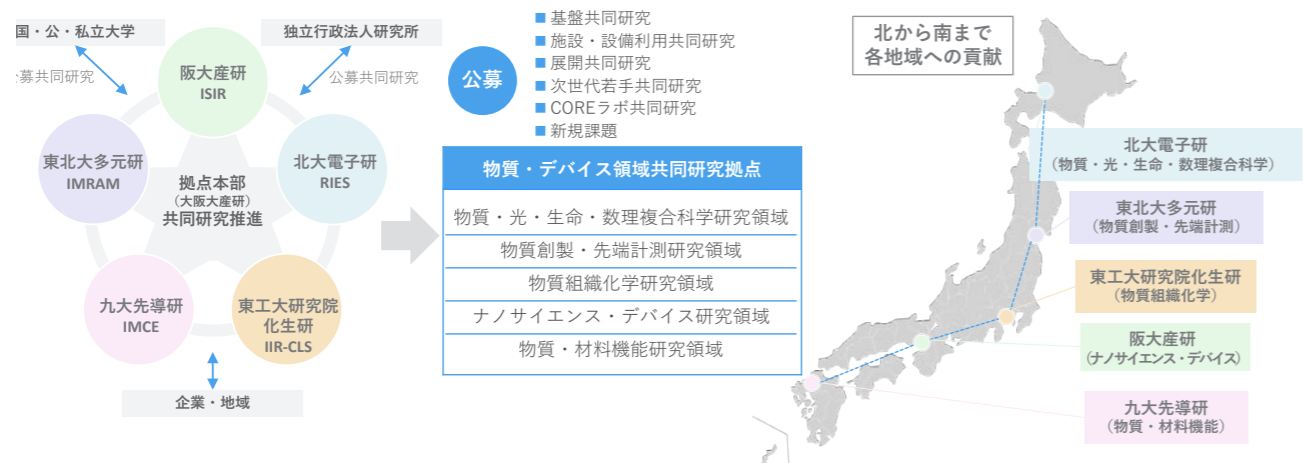 国・公・私立大学
独立行政法人研究所
公募共同研究
公募共同研究
阪大産研
ISIR
東北大多元研
IMRAM
北大電子研
RIES
拠点本部
(大阪大産研)
共同研究推進
九大先導研
IMCE
東工大研究院
化生研
IIR-CLS
企業・地域
公募
■ 基盤共同研究
■ 施設・設備利用共同研究
■ 展開共同研究
■ 次世代若手共同研究
■ COREラボ共同研究
■ 新規課題
物質・デバイス領域共同研究拠点
物質・光・生命・数理複合科学研究領域
物質創製・先端計測研究領域
物質組織化学研究領域
ナノサイエンス・デバイス研究領域
物質・材料機能研究領域
北から南まで
各地域への貢献
北大電子研
(物質・光・生命・数理複合科学)
東北大多元研
(物質創製・先端計測)
東工大研究院化生研
(物質組織化学)
阪大産研
(ナノサイエンス・デバイス)
九大先導研
(物質・材料機能)